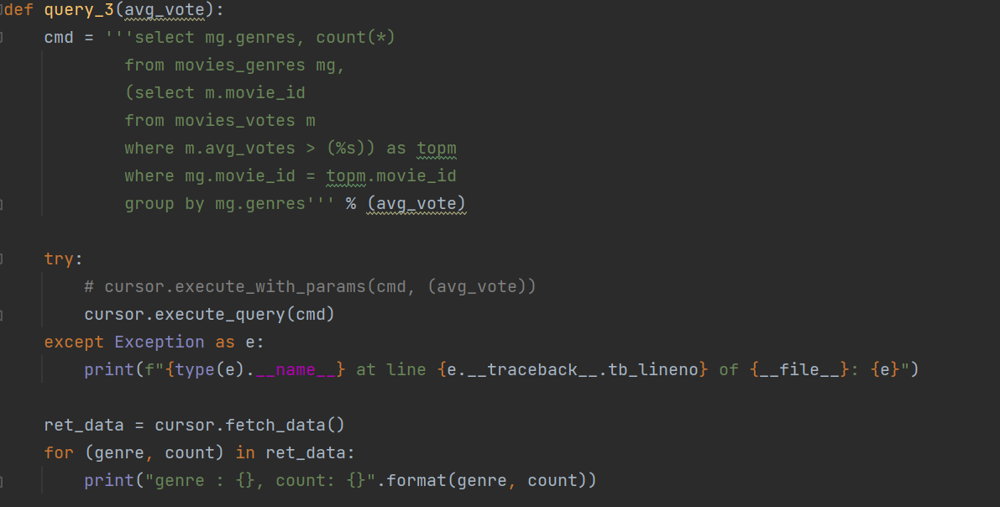 def query_3(avg_vote):
    cmd = '''select mg.genres, count(*)
            from movies_genres mg,
            (select m.movie_id
            from movies_votes m
            where m.avg_votes > (%s)) as topm
            where mg.movie_id = topm.movie_id
            group by mg.genres''' % (avg_vote)
    try:
        # cursor.execute_with_params(cmd, (avg_vote))
        cursor.execute_query(cmd)
    except Exception as e:
        print(f"{type(e).__name__} at line {e.__traceback__.tb_lineno} of {__file__}: {e}")
    ret_data = cursor.fetch_data()
    for (genre, count) in ret_data:
        print("genre : {}, count: {}".format(genre, count))